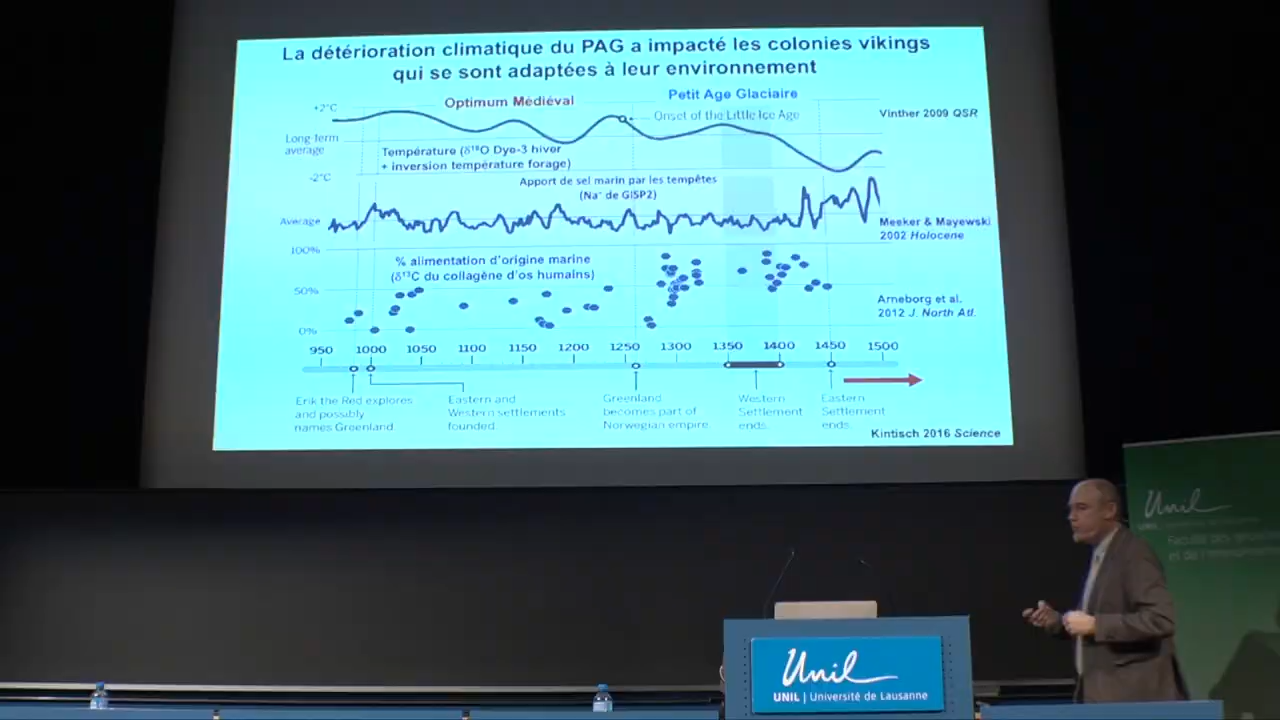 La détérioration climatique du PAG a impacté les colonies vikings
qui se sont adaptées à leur environnement
Optimum Médiéval
Petit Age Glaciaire
+2°C
Onset of the Little Ice Age
Vinther 2009 QSR
Long-term
average
Température (δ¹⁸O Dye-3 hiver
+ inversion température forage)
-2°C
Apport de sel marin par les tempêtes
(Na⁺ de GISP2)
Average
Meeker & Mayewski
2002 Holocene
100%
% alimentation d'origine marine
(δ¹³C du collagène d'os humains)
50%
Arneborg et al.
2012 J. North Atl.
0%
950 1000 1050 1100 1150 1200 1250 1300 1350 1400 1450 1500
Erik the Red explores
and possibly
names Greenland
Eastern and
Western settlements
founded.
Greenland
becomes part of
Norwegian empire.
Western
Settlement
ends.
Eastern
Settlement
ends.
Kintisch 2016 Science
Unil
UNIL | Université de Lausanne
Unil
UNIL